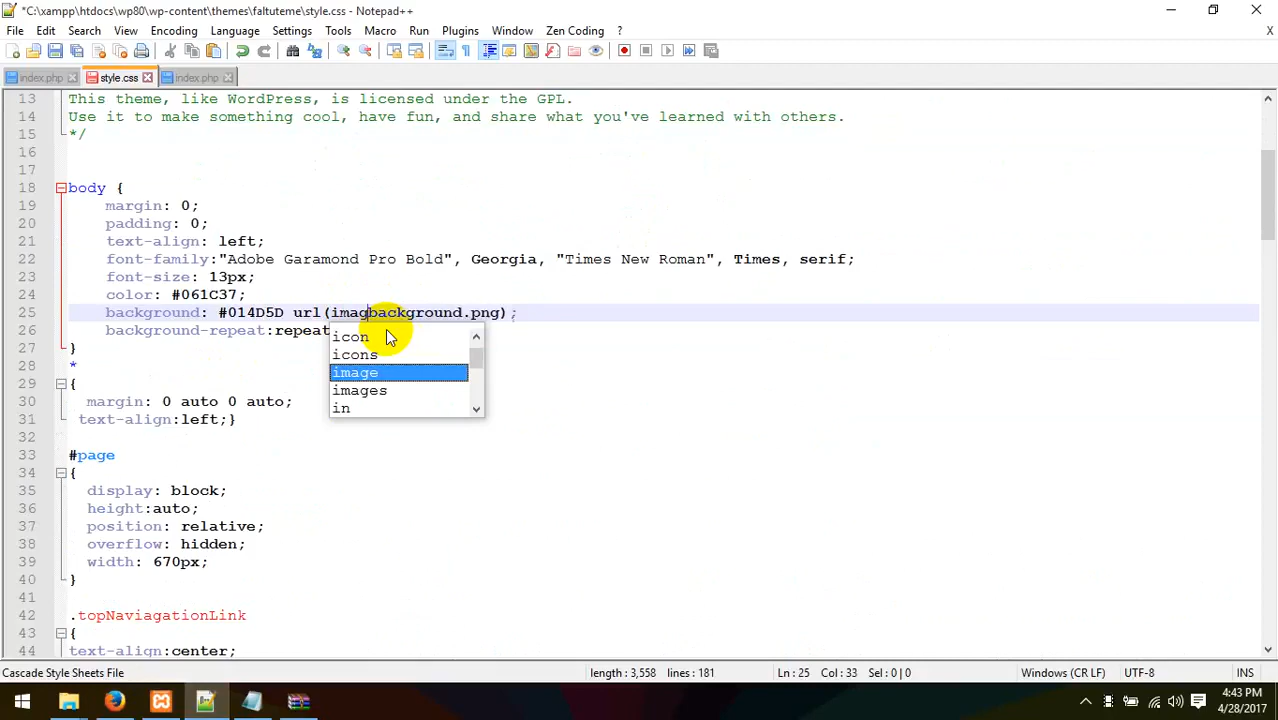 *C:\xampp\htdocs\wp80\wp-content\themes\faltuteme\style.css - Notepad++
File Edit Search View Encoding Language Settings Tools Macro Run Plugins Window Zen Coding ? X
index.php style.css index.php
13 This theme, like WordPress, is licensed under the GPL.
14 Use it to make something cool, have fun, and share what you've learned with others.
15 */
16
17
18 body {
19 margin: 0;
20 padding: 0;
21 text-align: left;
22 font-family:"Adobe Garamond Pro Bold", Georgia, "Times New Roman", Times, serif;
23 font-size: 13px;
24 color: #061C37;
25 background: #014D5D url(imagbackground.png);
26 background-repeat:repeat
27 }
28 *
29 {
30 margin: 0 auto 0 auto;
31 text-align:left;}
32
33 #page
34 {
35 display: block;
36 height:auto;
37 position: relative;
38 overflow: hidden;
39 width: 670px;
40 }
41
42 .topNaviagationLink
43 {
44 text-align:center;
icon
icons
image
images
in
Cascade Style Sheets File length : 3,558 lines : 181 Ln : 25 Col : 33 Sel : 0 | 0 Windows (CR LF) UTF-8 INS
4:43 PM
4/28/2017